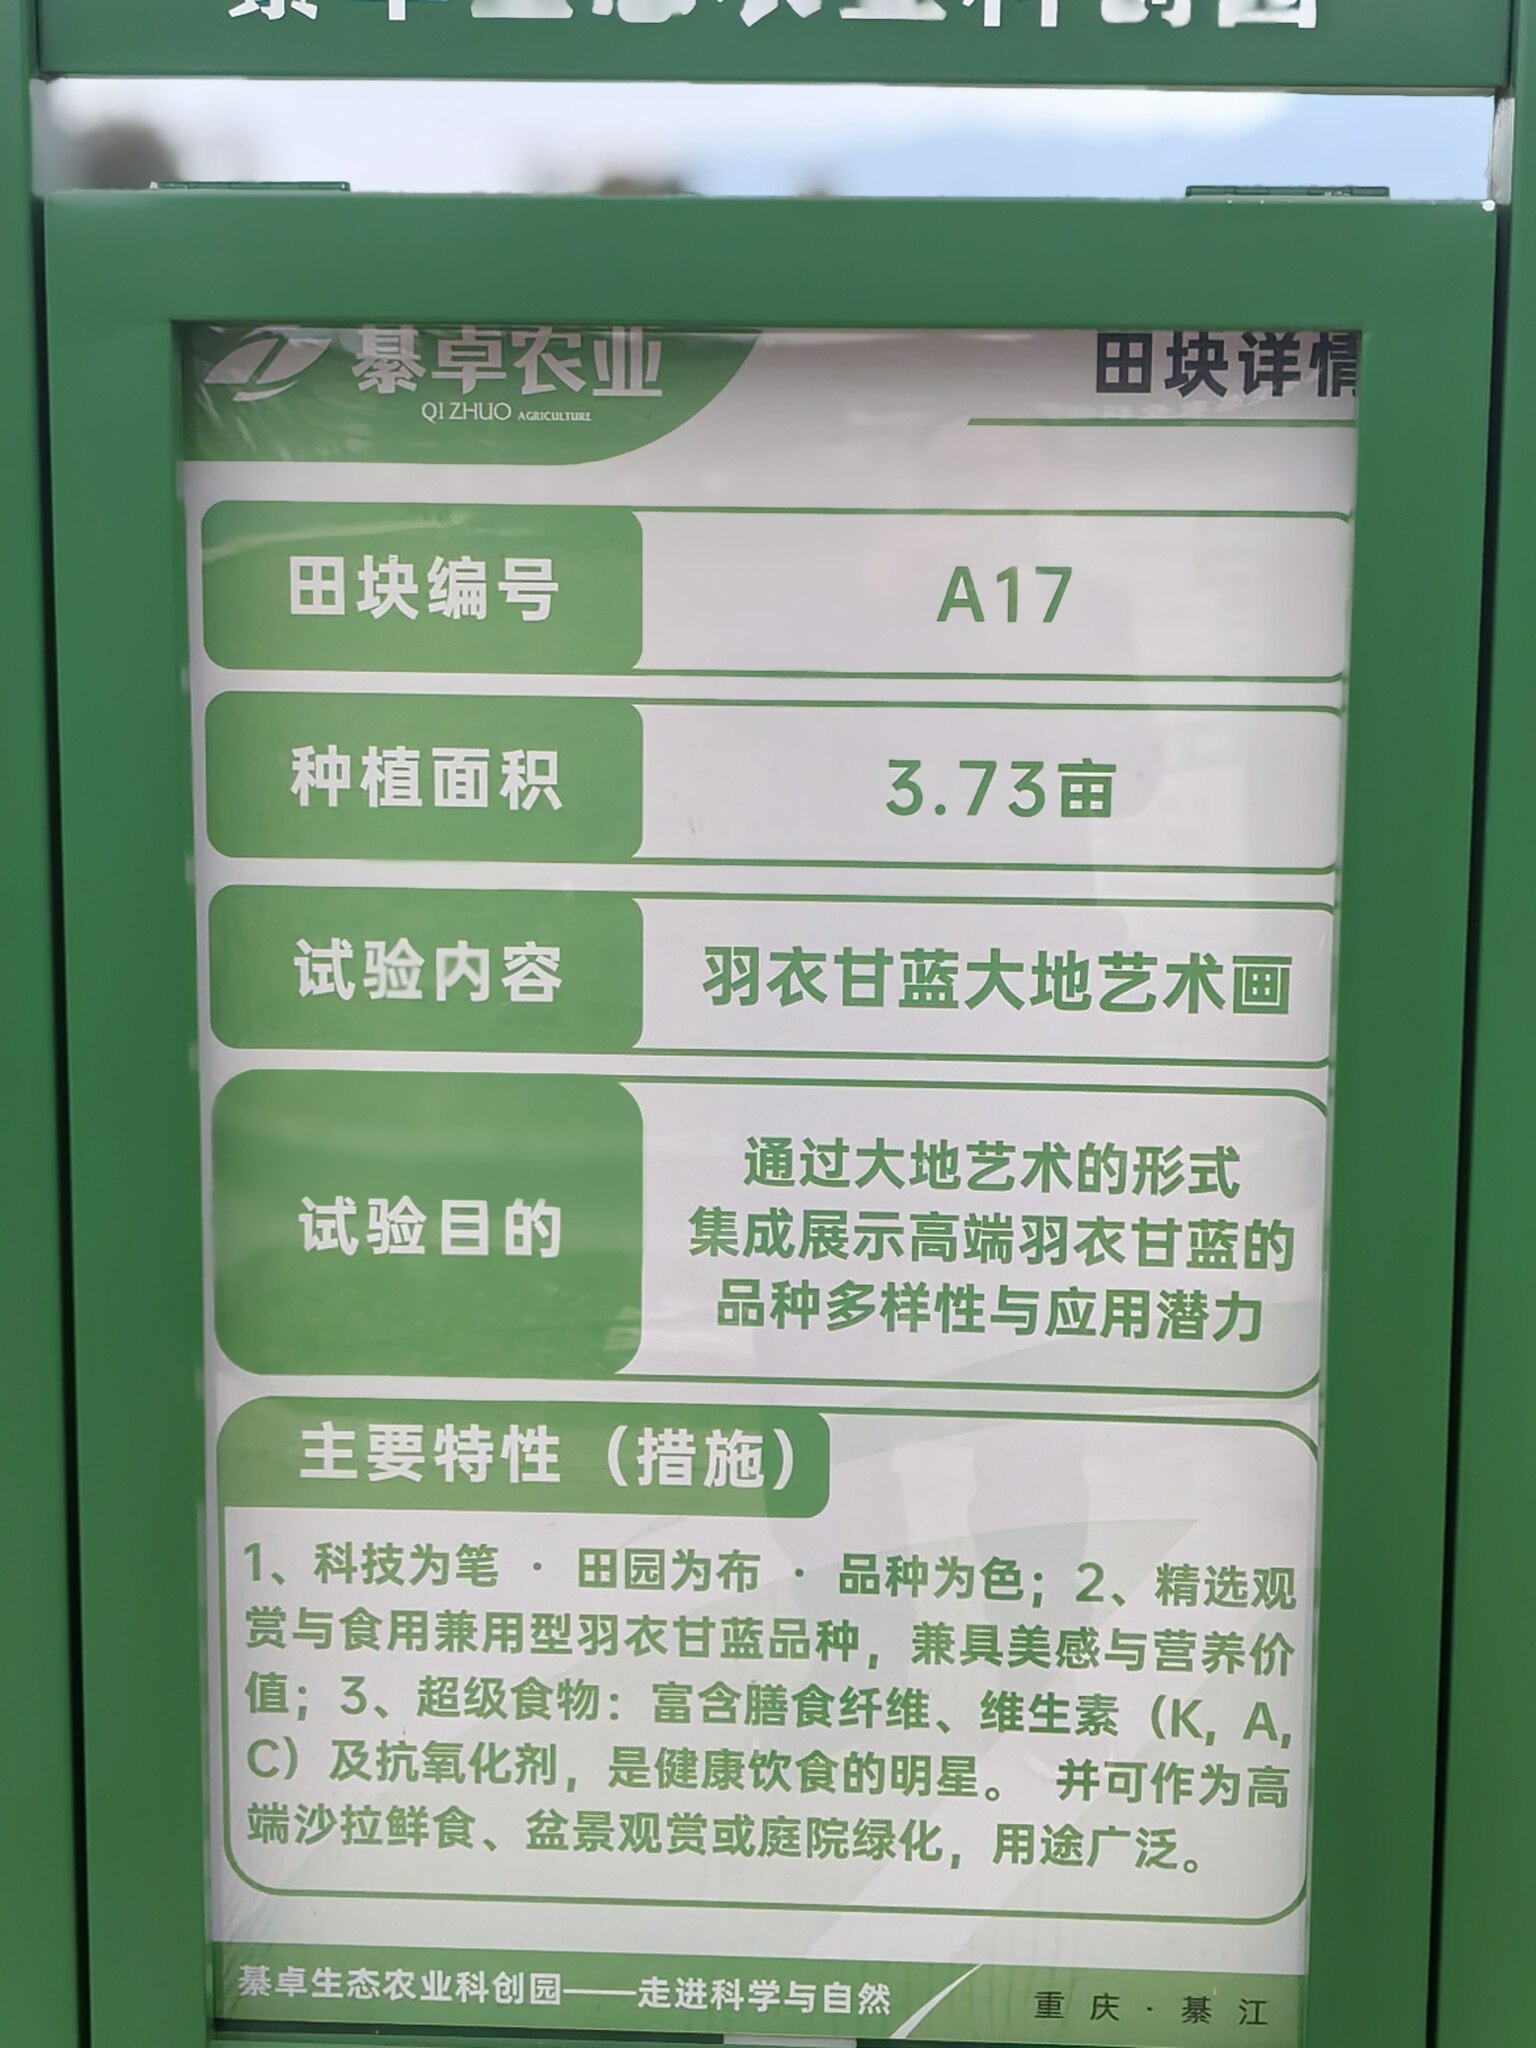 綦卓生态农业科创园
綦卓农业
QI ZHUO AGRICULTURE
田块详情
田块编号
A17
种植面积
3.73亩
试验内容
羽衣甘蓝大地艺术画
试验目的
通过大地艺术的形式
集成展示高端羽衣甘蓝的
品种多样性与应用潜力
主要特性（措施）
1、科技为笔 · 田园为布 · 品种为色；2、精选观
赏与食用兼用型羽衣甘蓝品种，兼具美感与营养价
值；3、超级食物：富含膳食纤维、维生素（K，A，
C）及抗氧化剂，是健康饮食的明星。 并可作为高
端沙拉鲜食、盆景观赏或庭院绿化，用途广泛。
綦卓生态农业科创园——走进科学与自然
重庆·綦江